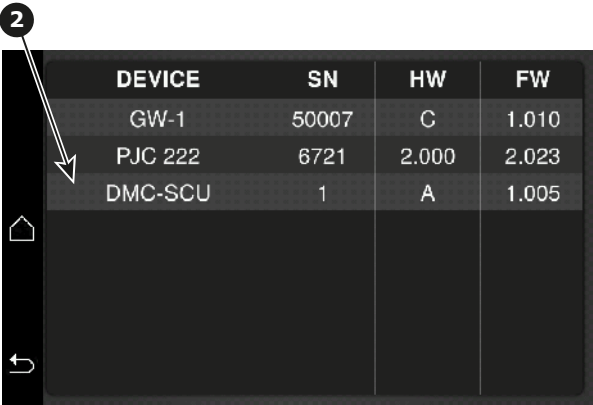 2
DEVICE SN HW FW
GW-1 50007 C 1.010
PJC 222 6721 2.000 2.023
DMC-SCU 1 A 1.005